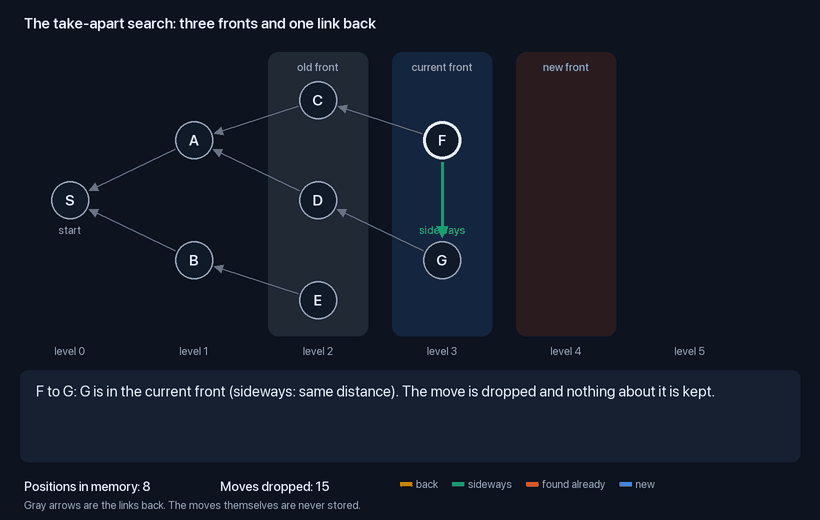 The take-apart search: three fronts and one link back
old front
current front
new front
C
A
F
S
D
start
sideways
B
G
E
level 0
level 1
level 2
level 3
level 4
level 5
F to G: G is in the current front (sideways: same distance). The move is dropped and nothing about it is kept.
Positions in memory: 8
Moves dropped: 15
back
sideways
found already
new
Gray arrows are the links back. The moves themselves are never stored.